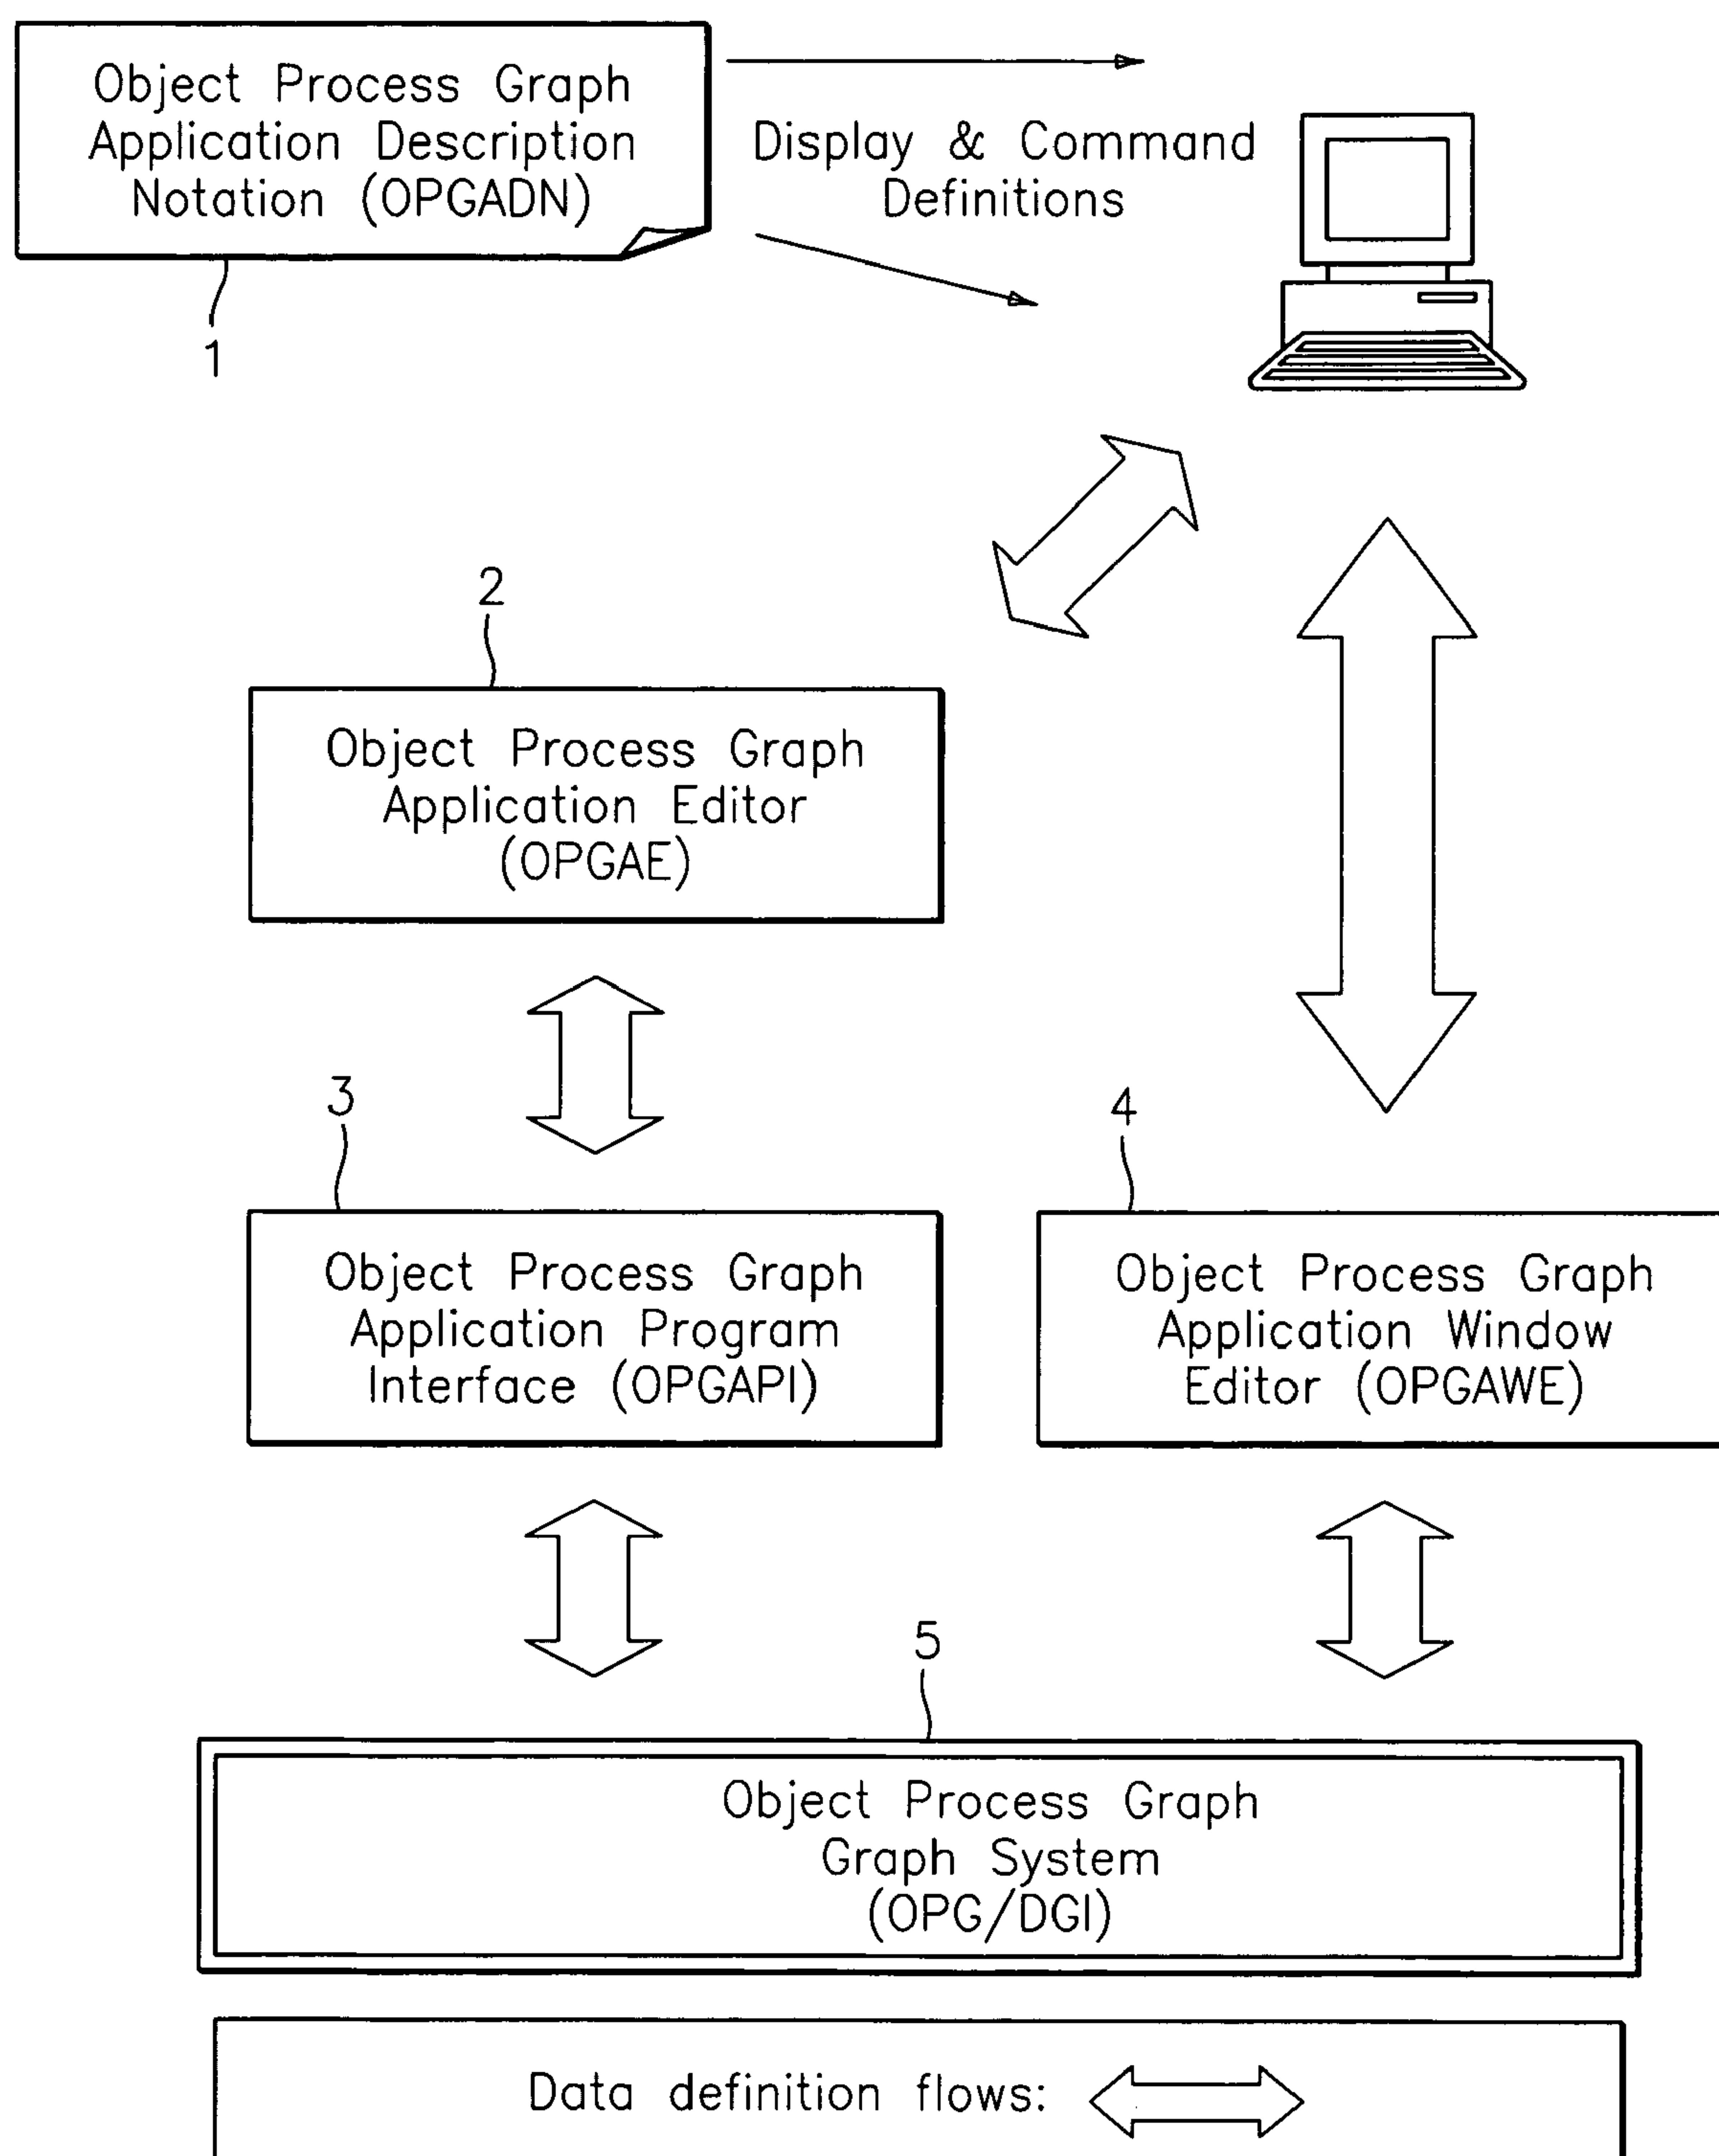 Object Process Graph
Application Description
Notation (OPGADN)
Display & Command
Definitions
1
2
Object Process Graph
Application Editor
(OPGAE)
3
Object Process Graph
Application Program
Interface (OPGAPI)
4
Object Process Graph
Application Window
Editor (OPGAWE)
5
Object Process Graph
Graph System
(OPG/DGI)
Data definition flows: